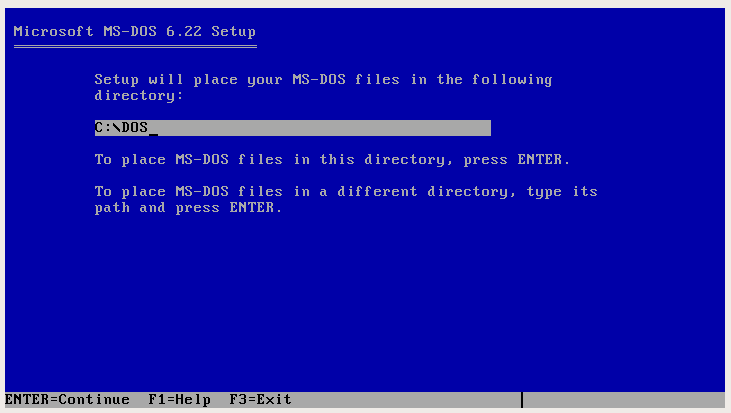 Microsoft MS-DOS 6.22 Setup
Setup will place your MS-DOS files in the following
directory:
C:\DOS_
To place MS-DOS files in this directory, press ENTER.
To place MS-DOS files in a different directory, type its
path and press ENTER.
ENTER=Continue  F1=Help  F3=Exit